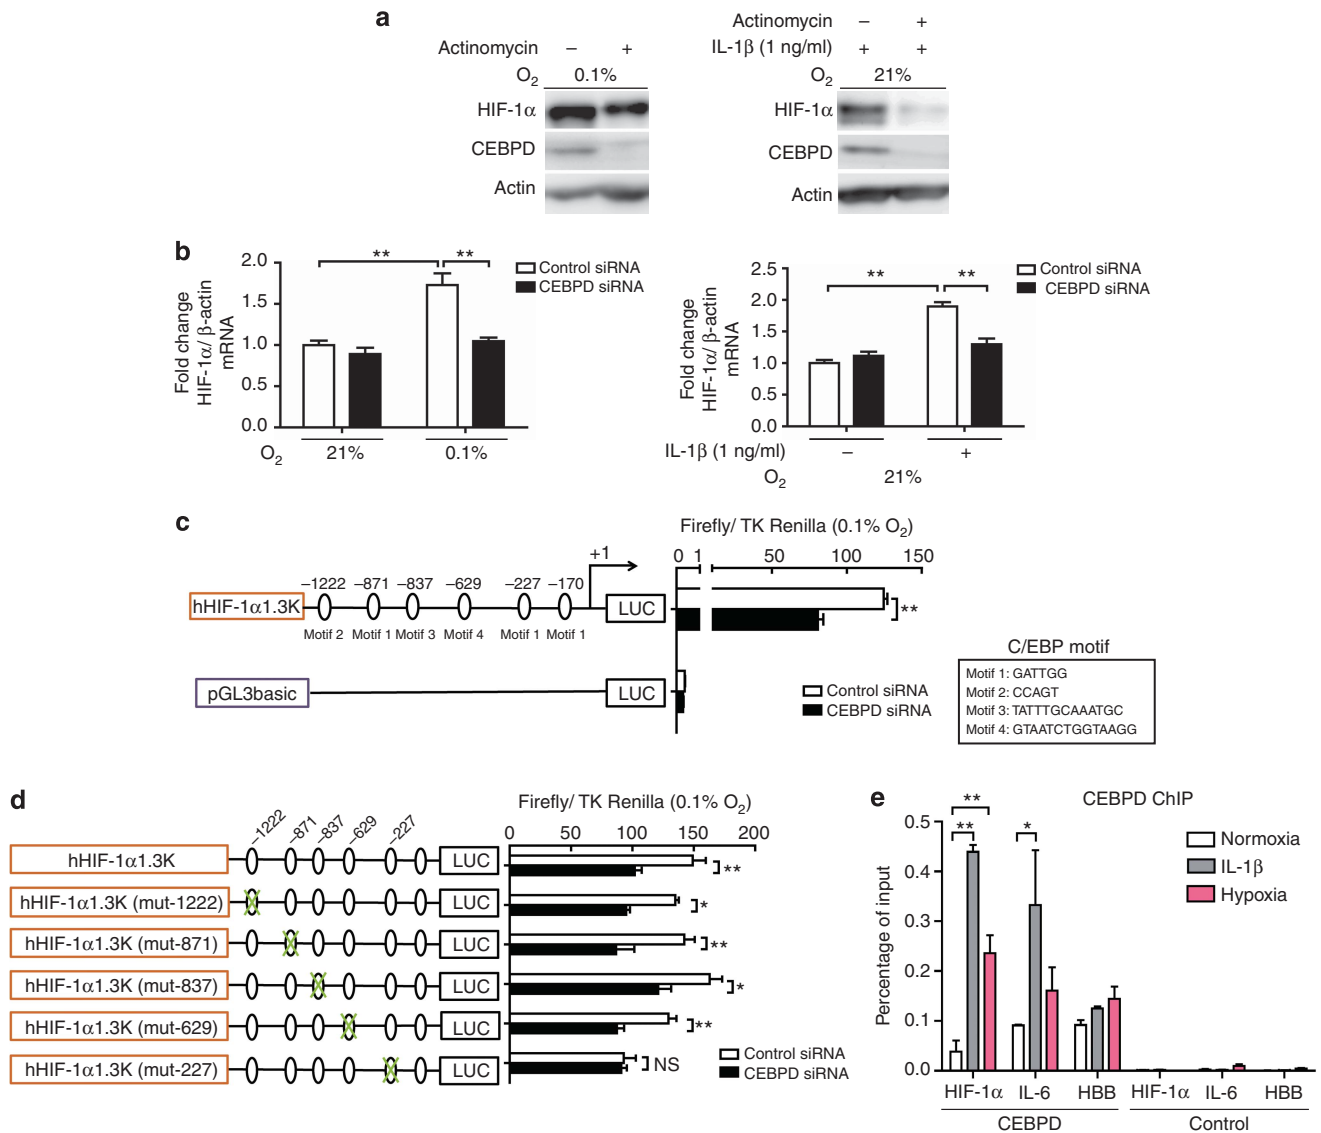 a
Actinomycin – +
O2 0.1%
HIF-1α
CEBPD
Actin
Actinomycin – +
IL-1β (1 ng/ml) + +
O2 21%
HIF-1α
CEBPD
Actin
b
Fold change
HIF-1α/ β-actin
mRNA
2.0
1.5
1.0
0.5
0.0
** **
Control siRNA
CEBPD siRNA
O2 21% 0.1%
Fold change
HIF-1α/ β-actin
mRNA
2.5
2.0
1.5
1.0
0.5
0.0
** **
Control siRNA
CEBPD siRNA
IL-1β (1 ng/ml) – +
O2 21%
c
Firefly/ TK Renilla (0.1% O2)
0 1 50 100 150
+1
–1222 –871 –837 –629 –227 –170
hHIF-1α1.3K LUC
Motif 2 Motif 1 Motif 3 Motif 4 Motif 1 Motif 1
**
pGL3basic LUC
Control siRNA
CEBPD siRNA
C/EBP motif
Motif 1: GATTGG
Motif 2: CCAGT
Motif 3: TATTTGCAAATGC
Motif 4: GTAATCTGGTAAGG
d
Firefly/ TK Renilla (0.1% O2)
0 50 100 150 200
–1222 –871 –837 –629 –227
hHIF-1α1.3K LUC **
hHIF-1α1.3K (mut-1222) LUC *
hHIF-1α1.3K (mut-871) LUC **
hHIF-1α1.3K (mut-837) LUC *
hHIF-1α1.3K (mut-629) LUC **
hHIF-1α1.3K (mut-227) LUC NS
Control siRNA
CEBPD siRNA
e
CEBPD ChIP
Percentage of input
0.5
0.4
0.3
0.2
0.1
0.0
**
** *
Normoxia
IL-1β
Hypoxia
HIF-1α IL-6 HBB HIF-1α IL-6 HBB
CEBPD Control